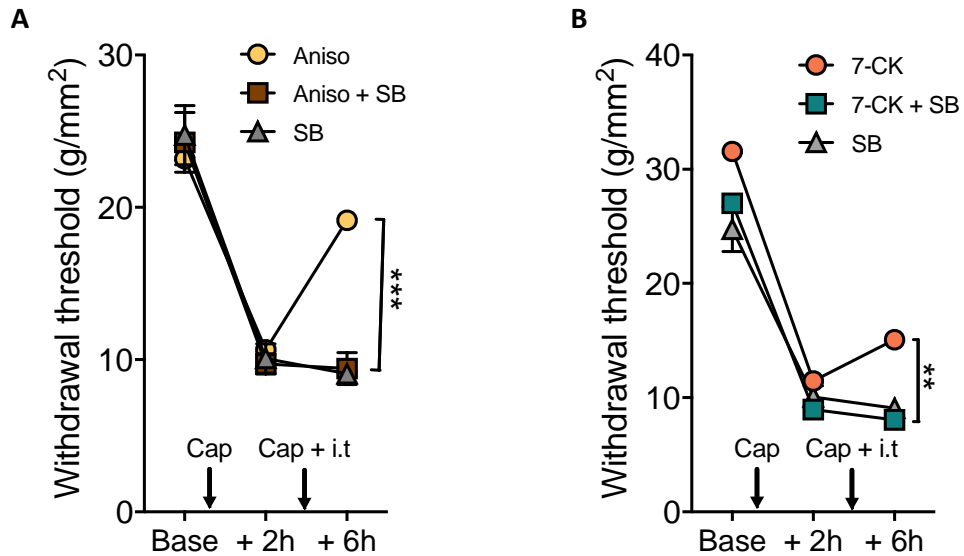 A
Withdrawal threshold (g/mm²)
30
20
10
0
Aniso
Aniso + SB
SB
***
Cap
Cap + i.t
Base + 2h + 6h
B
Withdrawal threshold (g/mm²)
40
30
20
10
0
7-CK
7-CK + SB
SB
**
Cap
Cap + i.t
Base + 2h + 6h